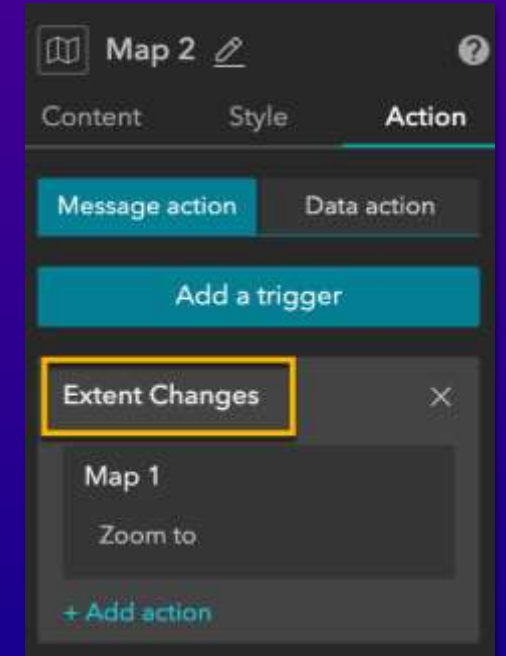 Map 2
?
Content Style Action
Message action Data action
Add a trigger
Extent Changes
Map 1
Zoom to
+ Add action